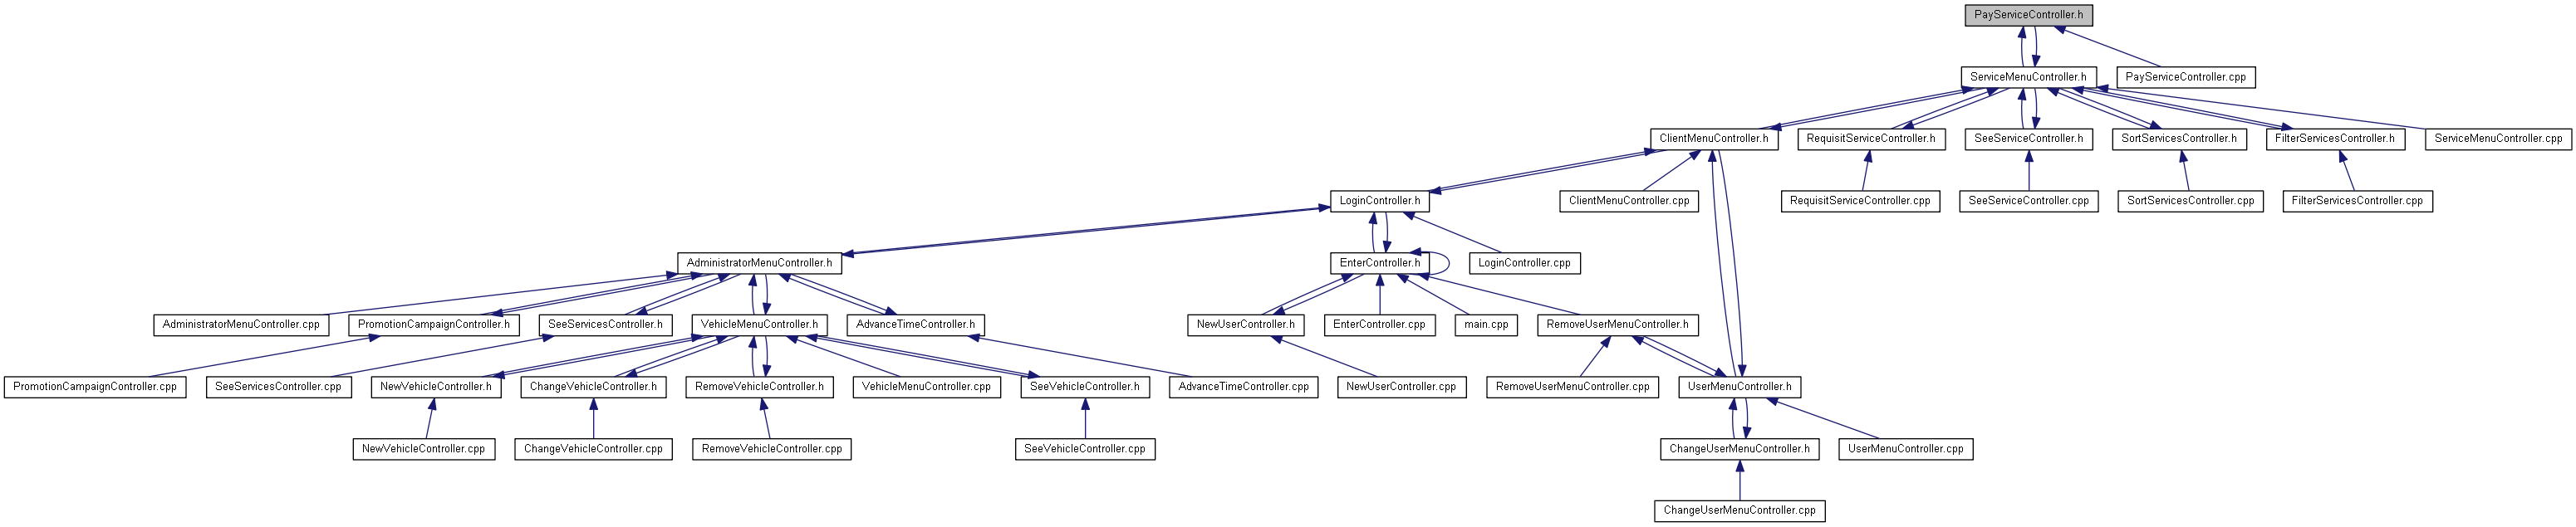 PayServiceController.h
ServiceMenuController.h
PayServiceController.cpp
ClientMenuController.h
RequisitServiceController.h
SeeServiceController.h
SortServicesController.h
FilterServicesController.h
ServiceMenuController.cpp
LoginController.h
ClientMenuController.cpp
RequisitServiceController.cpp
SeeServiceController.cpp
SortServicesController.cpp
FilterServicesController.cpp
AdministratorMenuController.h
EnterController.h
LoginController.cpp
AdministratorMenuController.cpp
PromotionCampaignController.h
SeeServicesController.h
VehicleMenuController.h
AdvanceTimeController.h
NewUserController.h
EnterController.cpp
main.cpp
RemoveUserMenuController.h
PromotionCampaignController.cpp
SeeServicesController.cpp
NewVehicleController.h
ChangeVehicleController.h
RemoveVehicleController.h
VehicleMenuController.cpp
SeeVehicleController.h
AdvanceTimeController.cpp
NewUserController.cpp
RemoveUserMenuController.cpp
UserMenuController.h
NewVehicleController.cpp
ChangeVehicleController.cpp
RemoveVehicleController.cpp
SeeVehicleController.cpp
ChangeUserMenuController.h
UserMenuController.cpp
ChangeUserMenuController.cpp